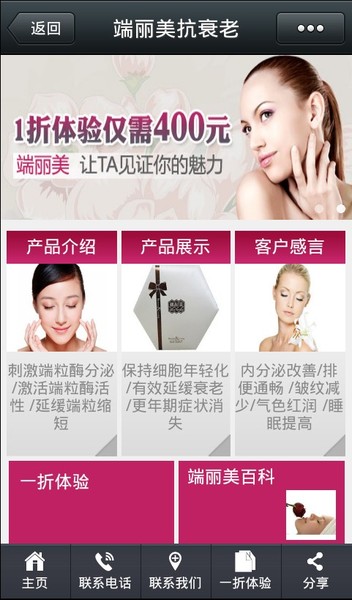 返回
端丽美抗衰老
1折体验仅需400元
端丽美 让TA见证你的魅力
产品介绍
产品展示
客户感言
刺激端粒酶分泌
/激活端粒酶活
性 /延缓端粒缩
短
保持细胞年轻化
/有效延缓衰老
/更年期症状消
失
内分泌改善/排
便通畅 /皱纹减
少/气色红润 /睡
眠提高
一折体验
端丽美百科
主页
联系电话
联系我们
一折体验
分享